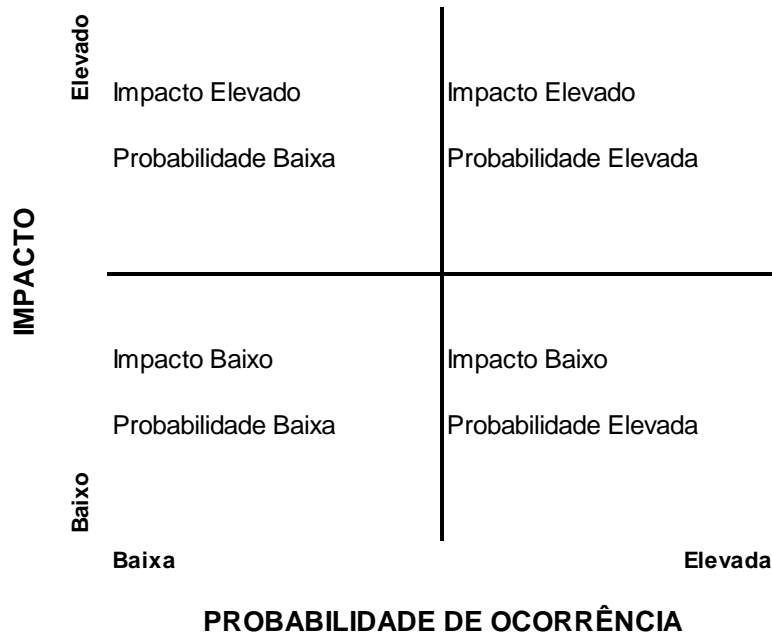 Elevado
Impacto Elevado
Impacto Elevado
Probabilidade Baixa
Probabilidade Elevada
IMPACTO
Impacto Baixo
Impacto Baixo
Probabilidade Baixa
Probabilidade Elevada
Baixo
Baixa
Elevada
PROBABILIDADE DE OCORRÊNCIA